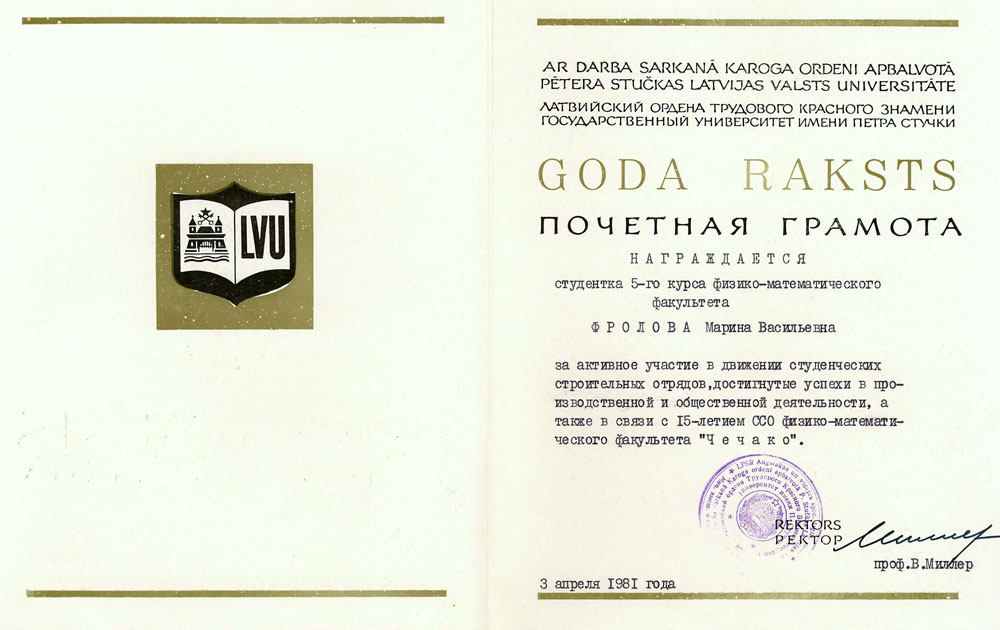 LVU
AR DARBA SARKANĀ KAROGA ORDENI APBALVOTĀ
PĒTERA STUČKAS LATVIJAS VALSTS UNIVERSITĀTE
ЛАТВИЙСКИЙ ОРДЕНА ТРУДОВОГО КРАСНОГО ЗНАМЕНИ
ГОСУДАРСТВЕННЫЙ УНИВЕРСИТЕТ ИМЕНИ ПЕТРА СТУЧКИ
GODA RAKSTS
ПОЧЕТНАЯ ГРАМОТА
НАГРАЖДАЕТСЯ
студентка 5-го курса физико-математического
факультета
ФРОЛОВА Марина Васильевна
за активное участие в движении студенческих
строительных отрядов,достигнутые успехи в про-
изводственной и общественной деятельности, а
также в связи с 15-летием ССО физико-математи-
ческого факультета "Чечако".
REKTORS
РЕКТОР
проф.В.Миллер
3 апреля 1981 года